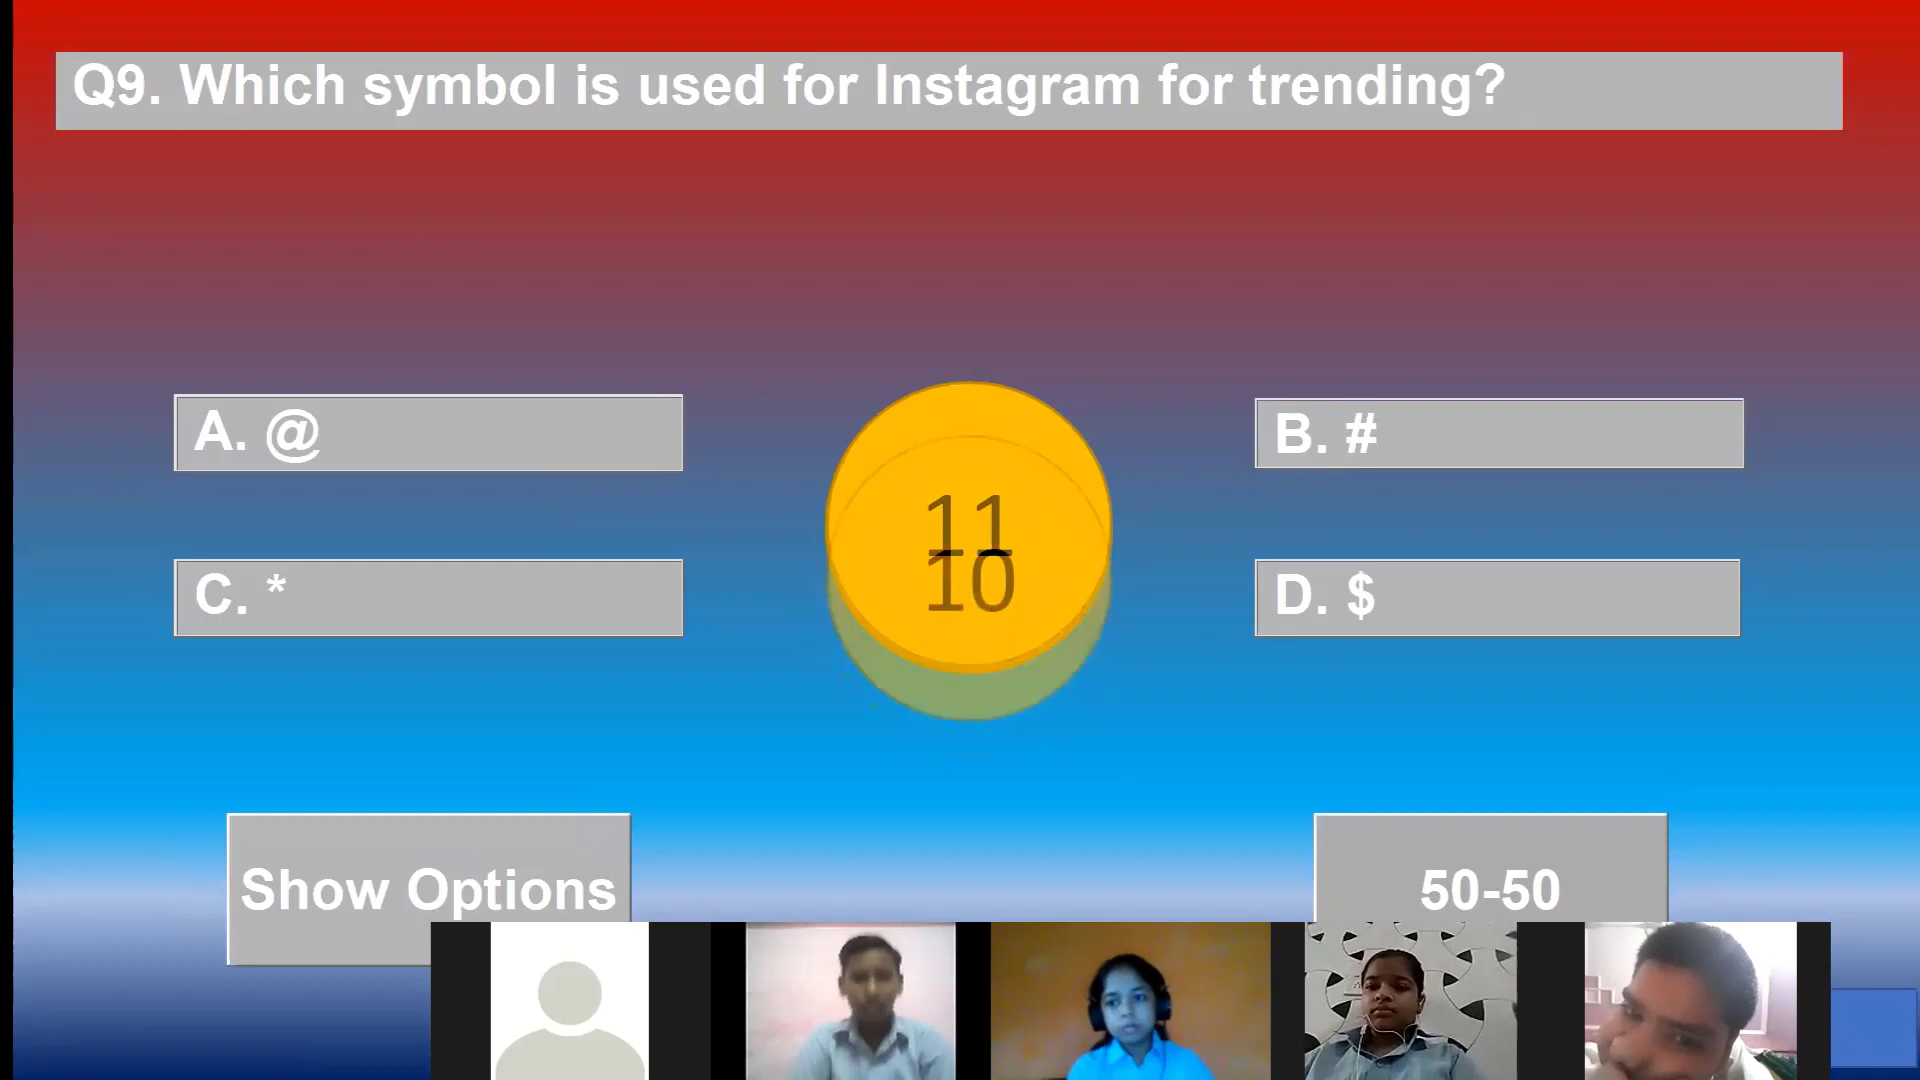 Q9. Which symbol is used for Instagram for trending?
A. @
B. #
11
10
C. *
D. $
Show Options
50-50